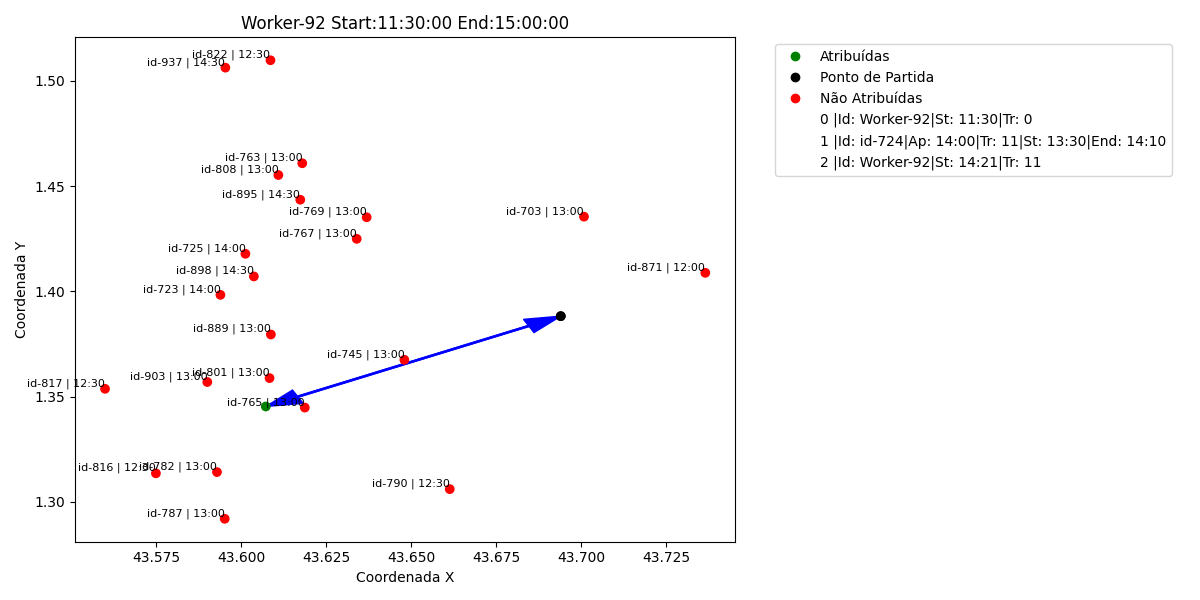 Worker-92 Start:11:30:00 End:15:00:00
Coordenada Y
1.50
1.45
1.40
1.35
1.30
id-822 | 12:30
id-937 | 14:30
id-763 | 13:00
id-808 | 13:00
id-895 | 14:30
id-769 | 13:00
id-703 | 13:00
id-767 | 13:00
id-725 | 14:00
id-898 | 14:30
id-871 | 12:00
id-723 | 14:00
id-889 | 13:00
id-745 | 13:00
id-801 | 13:00
id-903 | 13:00
id-817 | 12:30
id-765 | 13:00
id-782 | 13:00
id-816 | 12:30
id-790 | 12:30
id-787 | 13:00
43.575 43.600 43.625 43.650 43.675 43.700 43.725
Coordenada X
Atribuídas
Ponto de Partida
Não Atribuídas
0 |Id: Worker-92|St: 11:30|Tr: 0
1 |Id: id-724|Ap: 14:00|Tr: 11|St: 13:30|End: 14:10
2 |Id: Worker-92|St: 14:21|Tr: 11